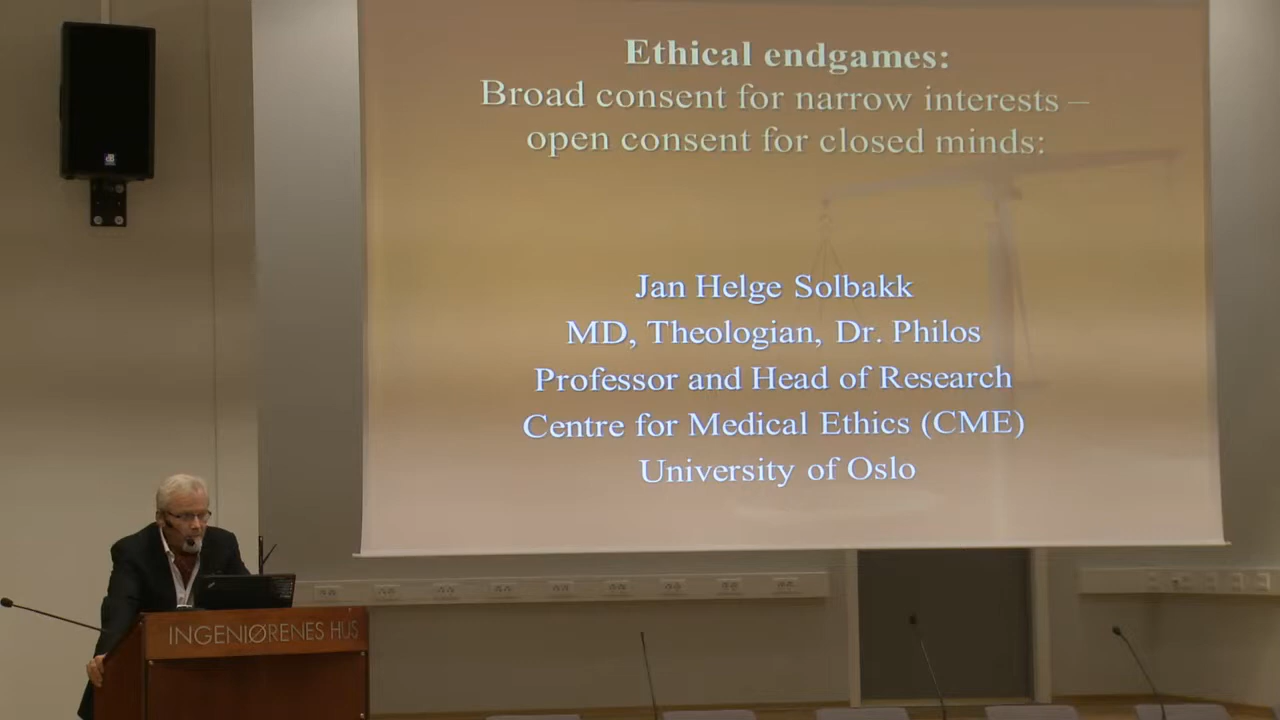 Ethical endgames:
Broad consent for narrow interests –
open consent for closed minds:
Jan Helge Solbakk
MD, Theologian, Dr. Philos
Professor and Head of Research
Centre for Medical Ethics (CME)
University of Oslo
INGENIØRENES HUS